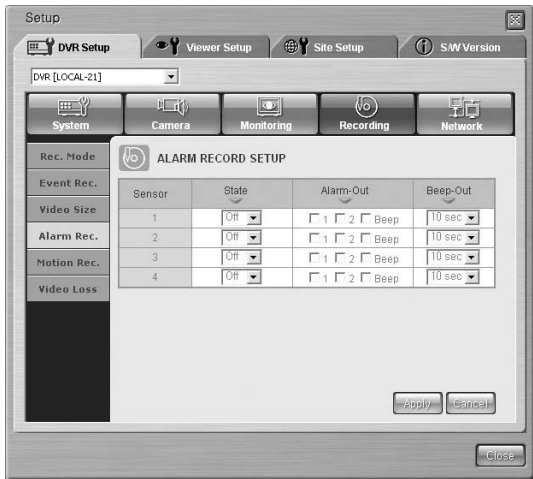 Setup
DVR Setup Viewer Setup Site Setup S/W Version
DVR [LOCAL-21]
System Camera Monitoring Recording Network
Rec. Mode
Event Rec.
Video Size
Alarm Rec.
Motion Rec.
Video Loss
ALARM RECORD SETUP
Sensor State Alarm-Out Beep-Out
1 Off 1 2 Beep 10 sec
2 Off 1 2 Beep 10 sec
3 Off 1 2 Beep 10 sec
4 Off 1 2 Beep 10 sec
Apply Cancel
Close